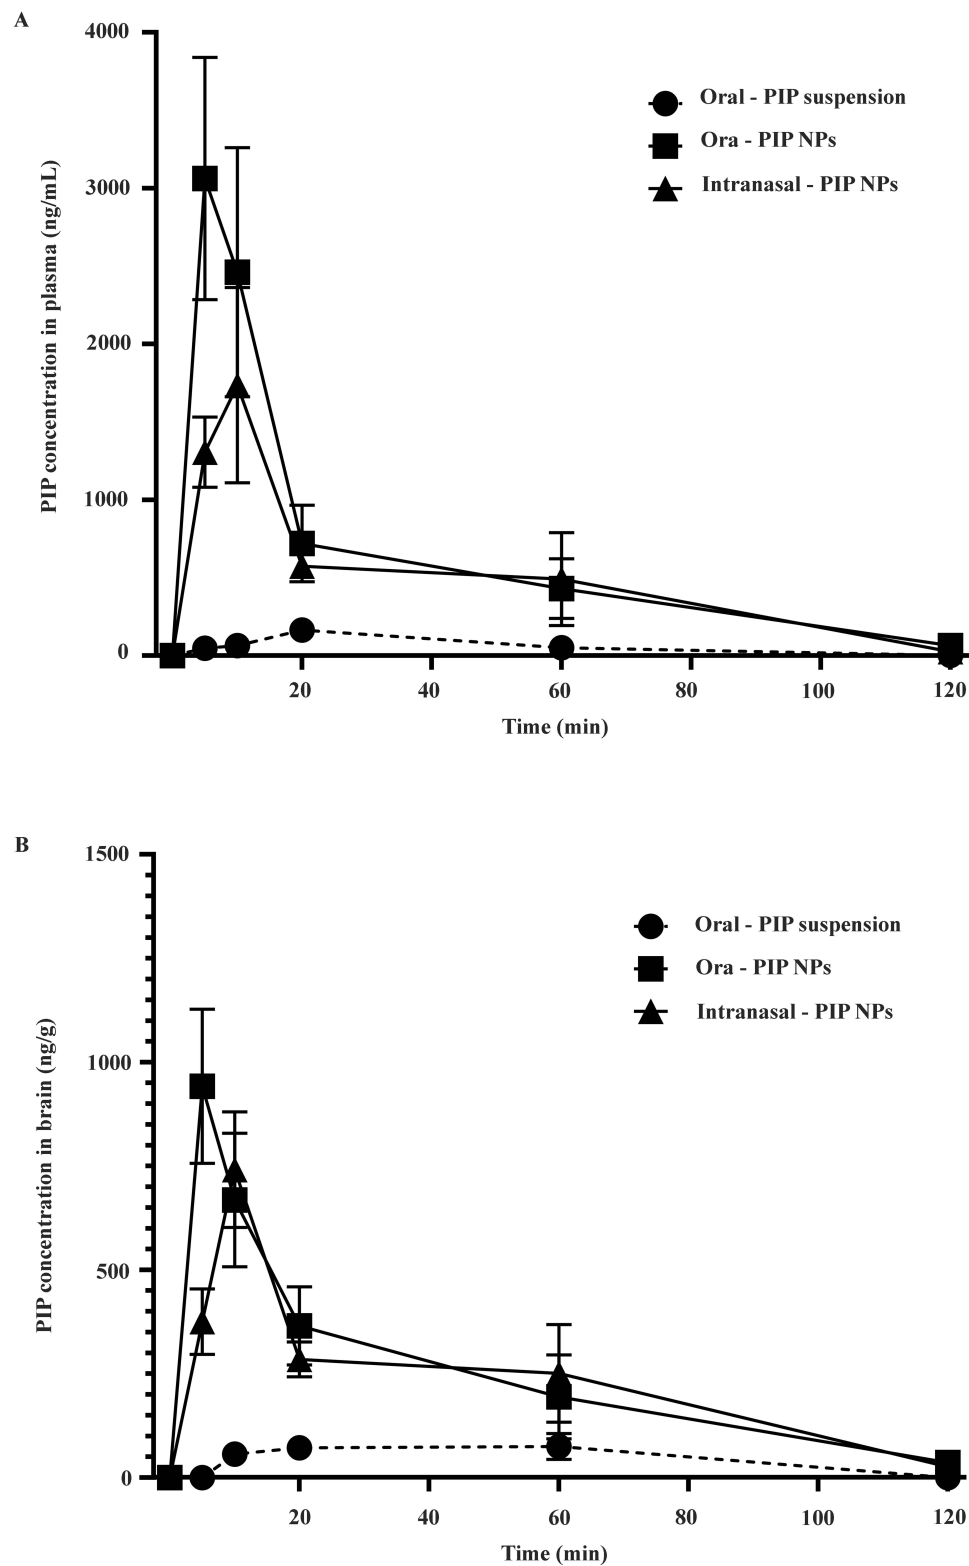 A
4000
3000
2000
1000
0
PIP concentration in plasma (ng/mL)
Oral - PIP suspension
Ora - PIP NPs
Intranasal - PIP NPs
20 40 60 80 100 120
Time (min)
B
1500
1000
500
0
PIP concentration in brain (ng/g)
Oral - PIP suspension
Ora - PIP NPs
Intranasal - PIP NPs
20 40 60 80 100 120
Time (min)